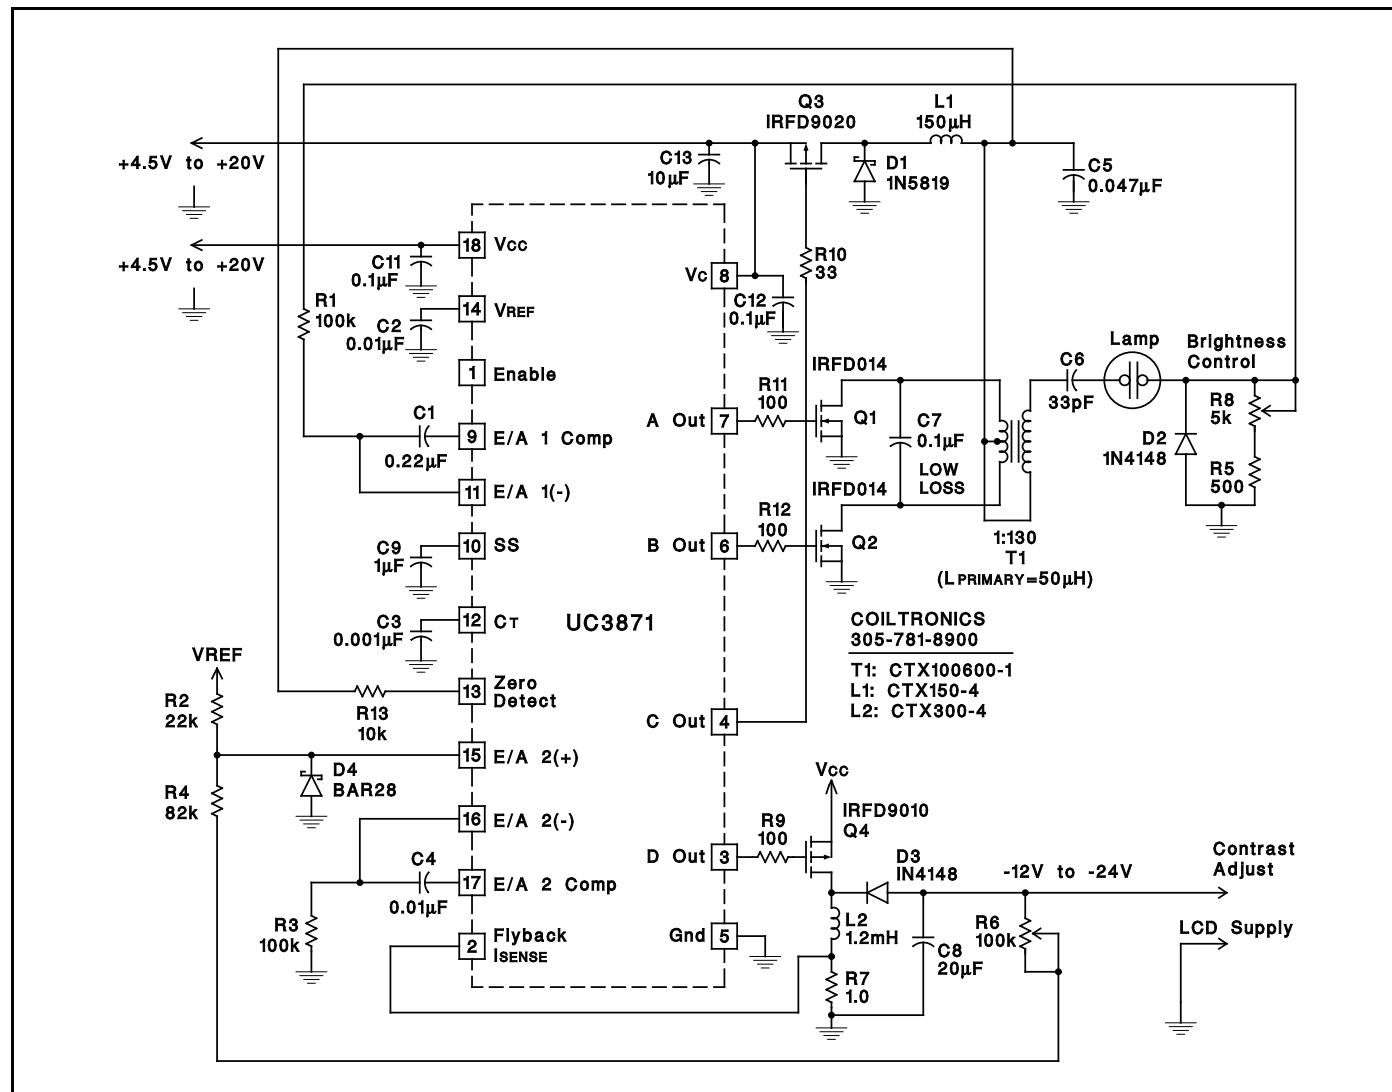 Q3
IRFD9020
L1
150µH
+4.5V to +20V
C13
10µF
D1
1N5819
C5
0.047µF
+4.5V to +20V
18
Vcc
C11
0.1µF
R10
33
Vc
8
C12
0.1µF
R1
100k
14
VREF
C2
0.01µF
1
Enable
IRFD014
Lamp
Brightness
Control
C6
33pF
R11
100
Q1
R8
5k
C1
0.22µF
9
E/A 1 Comp
A Out
7
C7
0.1µF
LOW
LOSS
D2
1N4148
R5
500
11
E/A 1(-)
IRFD014
R12
100
Q2
1:130
T1
(LPRIMARY=50µH)
C9
1µF
10
SS
B Out
6
C3
0.001µF
12
CT
UC3871
COILTRONICS
305-781-8900
T1: CTX100600-1
L1: CTX150-4
L2: CTX300-4
VREF
R2
22k
R13
10k
13
Zero
Detect
C Out
4
15
E/A 2(+)
D4
BAR28
R4
82k
Vcc
IRFD9010
Q4
16
E/A 2(-)
R9
100
D Out
3
D3
IN4148
-12V to -24V
Contrast
Adjust
C4
0.01µF
17
E/A 2 Comp
R3
100k
L2
1.2mH
R6
100k
LCD Supply
2
Flyback
ISENSE
Gnd
5
C8
20µF
R7
1.0